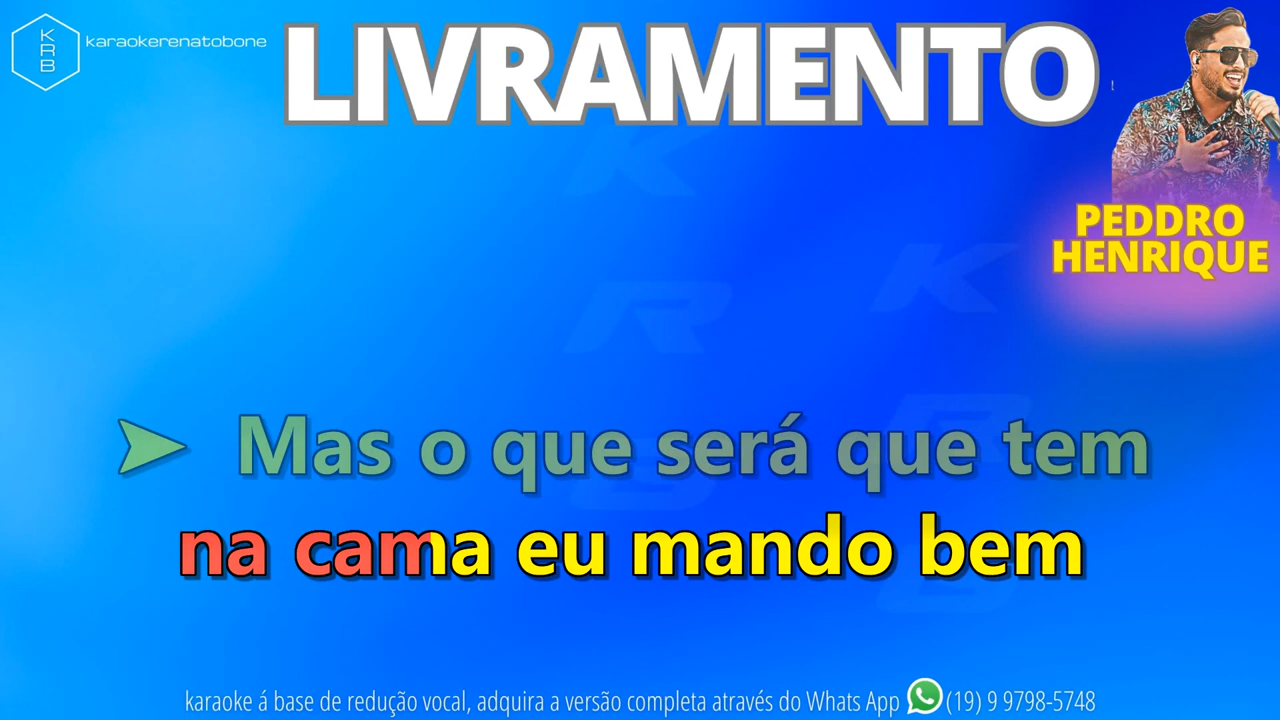 KRB
karaokerenatobone
LIVRAMENTO
PEDDRO
HENRIQUE
➤ Mas o que será que tem
na cama eu mando bem
karaoke á base de redução vocal, adquira a versão completa através do Whats App (19) 9 9798-5748